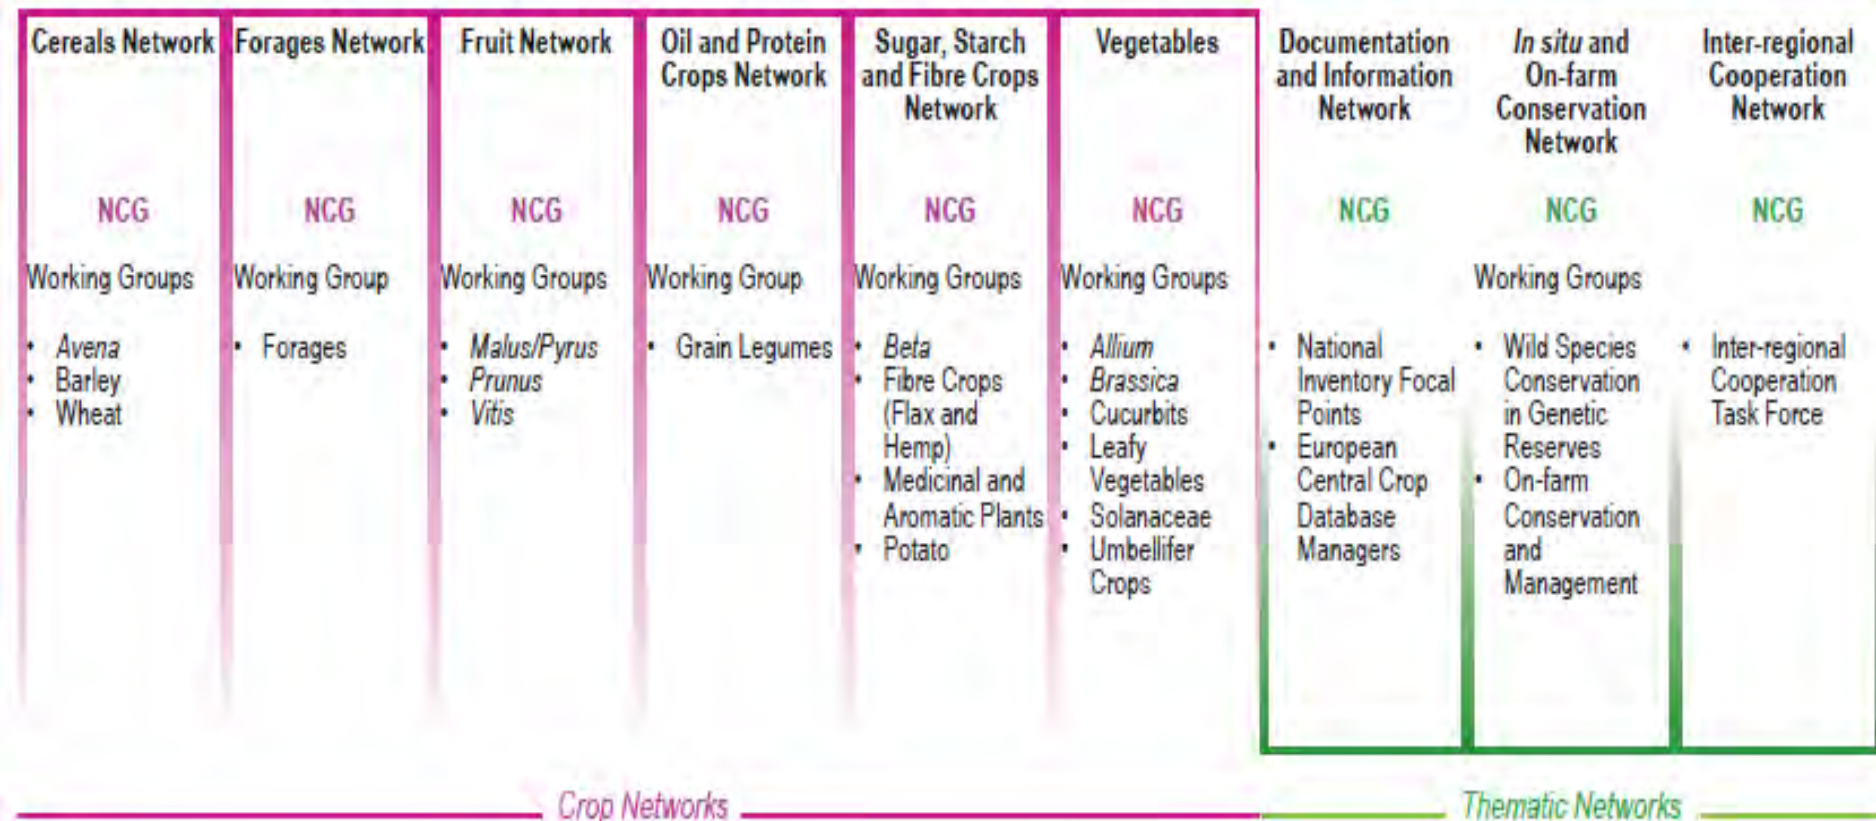 Cereals Network
NCG
Working Groups
• Avena
• Barley
• Wheat
Forages Network
NCG
Working Group
• Forages
Fruit Network
NCG
Working Groups
• Malus/Pyrus
• Prunus
• Vitis
Oil and Protein
Crops Network
NCG
Working Group
• Grain Legumes
Sugar, Starch
and Fibre Crops
Network
NCG
Working Groups
• Beta
• Fibre Crops
(Flax and
Hemp)
• Medicinal and
Aromatic Plants
• Potato
Vegetables
NCG
Working Groups
• Allium
• Brassica
• Cucurbits
• Leafy
Vegetables
• Solanaceae
• Umbellifer
Crops
Documentation
and Information
Network
NCG
• National
Inventory Focal
Points
• European
Central Crop
Database
Managers
In situ and
On-farm
Conservation
Network
NCG
Working Groups
• Wild Species
Conservation
in Genetic
Reserves
• On-farm
Conservation
and
Management
Inter-regional
Cooperation
Network
NCG
• Inter-regional
Cooperation
Task Force
Crop Networks
Thematic Networks